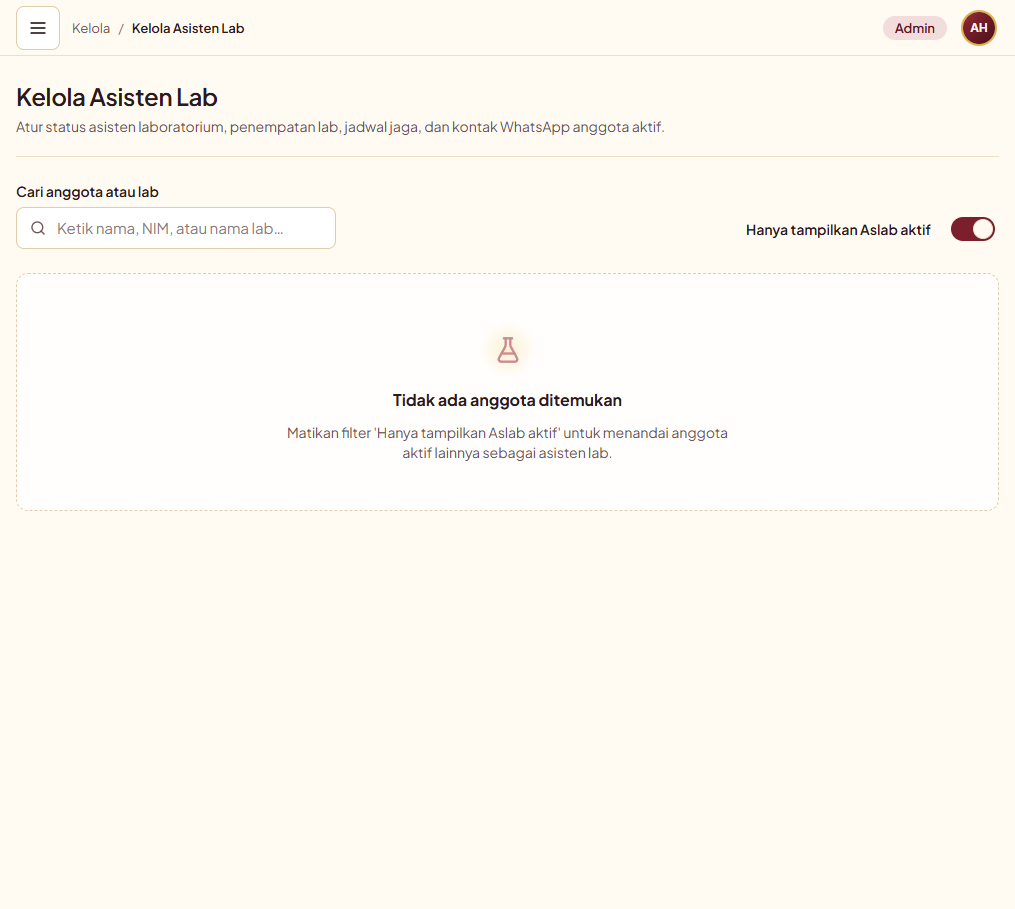 Kelola / Kelola Asisten Lab
Admin
AH
Kelola Asisten Lab
Atur status asisten laboratorium, penempatan lab, jadwal jaga, dan kontak WhatsApp anggota aktif.
Cari anggota atau lab
Ketik nama, NIM, atau nama lab...
Hanya tampilkan Aslab aktif
Tidak ada anggota ditemukan
Matikan filter 'Hanya tampilkan Aslab aktif' untuk menandai anggota
aktif lainnya sebagai asisten lab.